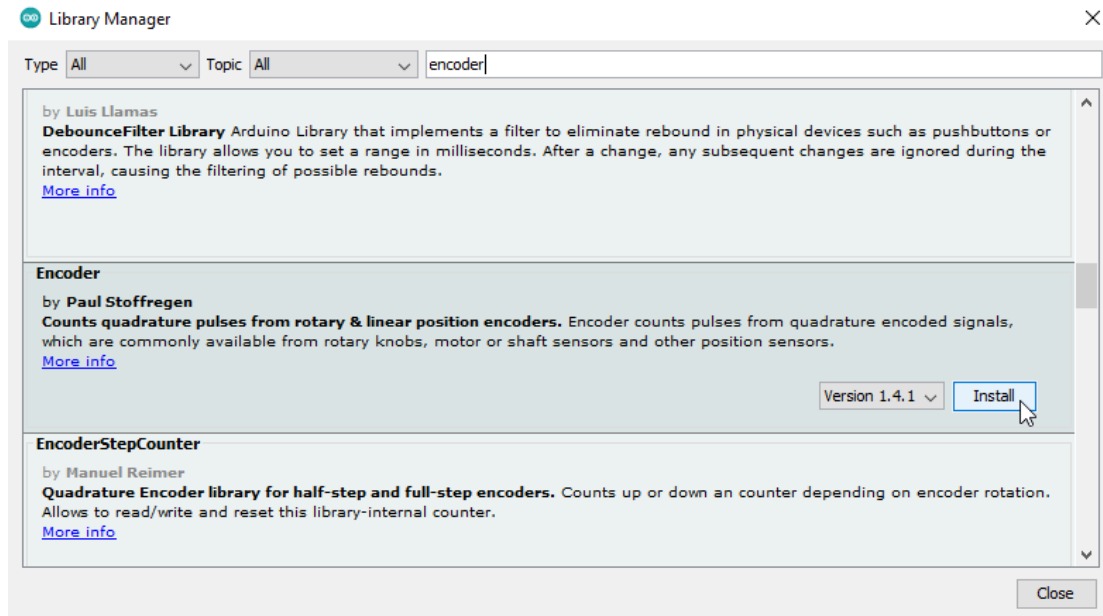 Library Manager
Type All Topic All encoder
by Luis Llamas
DebounceFilter Library Arduino Library that implements a filter to eliminate rebound in physical devices such as pushbuttons or
encoders. The library allows you to set a range in milliseconds. After a change, any subsequent changes are ignored during the
interval, causing the filtering of possible rebounds.
More info
Encoder
by Paul Stoffregen
Counts quadrature pulses from rotary & linear position encoders. Encoder counts pulses from quadrature encoded signals,
which are commonly available from rotary knobs, motor or shaft sensors and other position sensors.
More info
Version 1.4.1 Install
EncoderStepCounter
by Manuel Reimer
Quadrature Encoder library for half-step and full-step encoders. Counts up or down an counter depending on encoder rotation.
Allows to read/write and reset this library-internal counter.
More info
Close